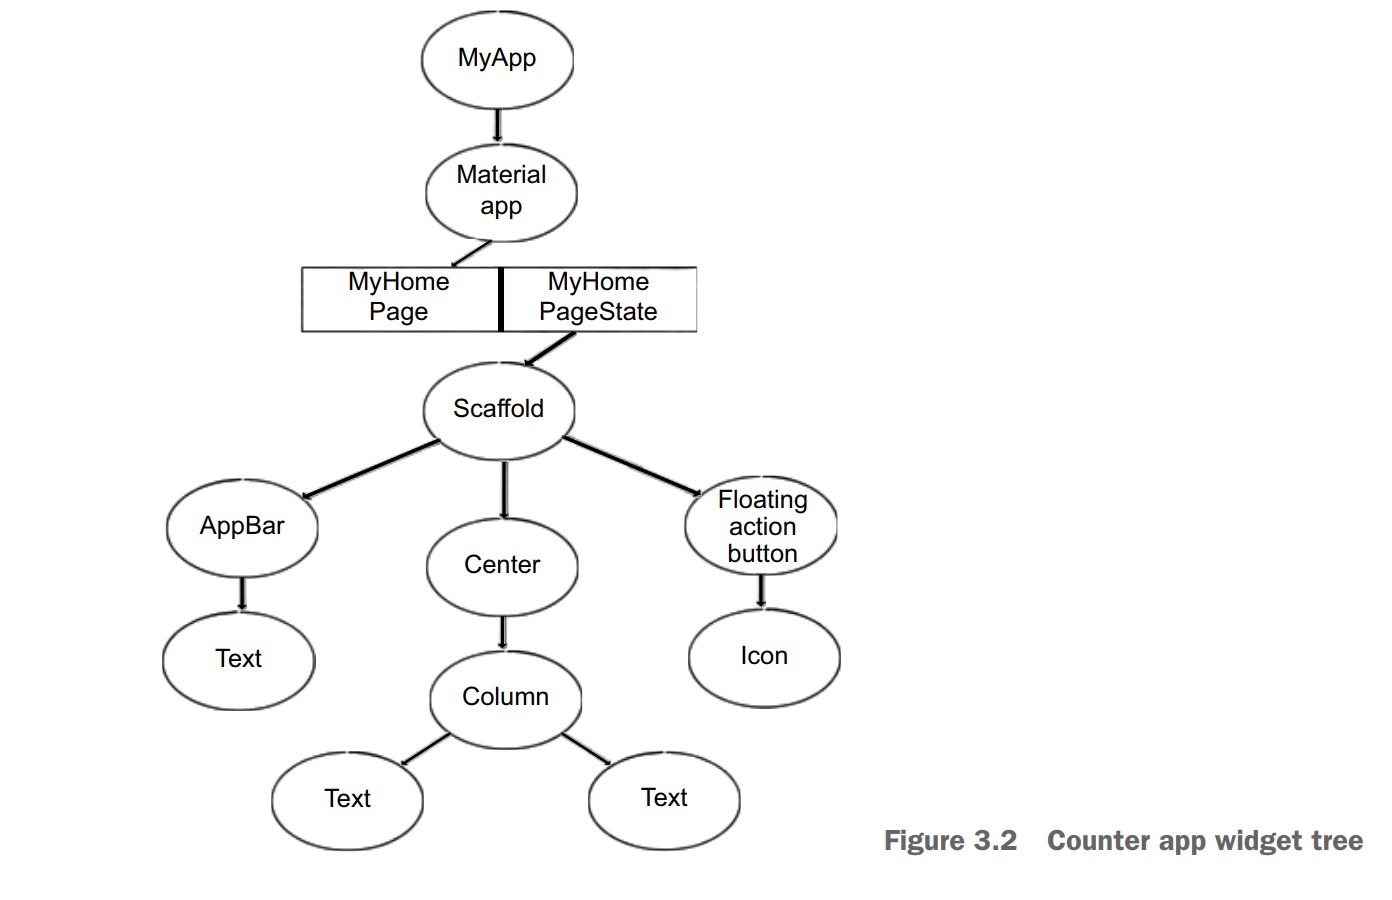 MyApp
Material
app
MyHome
Page
MyHome
PageState
Scaffold
AppBar
Center
Floating
action
button
Text
Column
Icon
Text
Text
Figure 3.2 Counter app widget tree